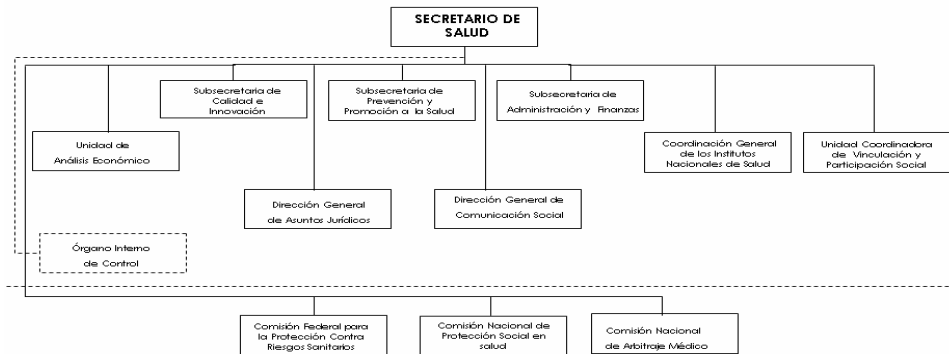 SECRETARIO DE
SALUD
Subsecretaria de
Calidad e
Innovación
Subsecretaria de
Prevención y
Promoción a la Salud
Subsecretaria de
Administración y Finanzas
Unidad de
Análisis Económico
Coordinación General
de los Institutos
Nacionales de Salud
Unidad Coordinadora
de Vinculación y
Participación Social
Dirección General
de Asuntos Jurídicos
Dirección General de
Comunicación Social
Órgano Interno
de Control
Comisión Federal para
la Protección Contra
Riesgos Sanitarios
Comisión Nacional de
Protección Social en
salud
Comisión Nacional
de Arbitraje Médico